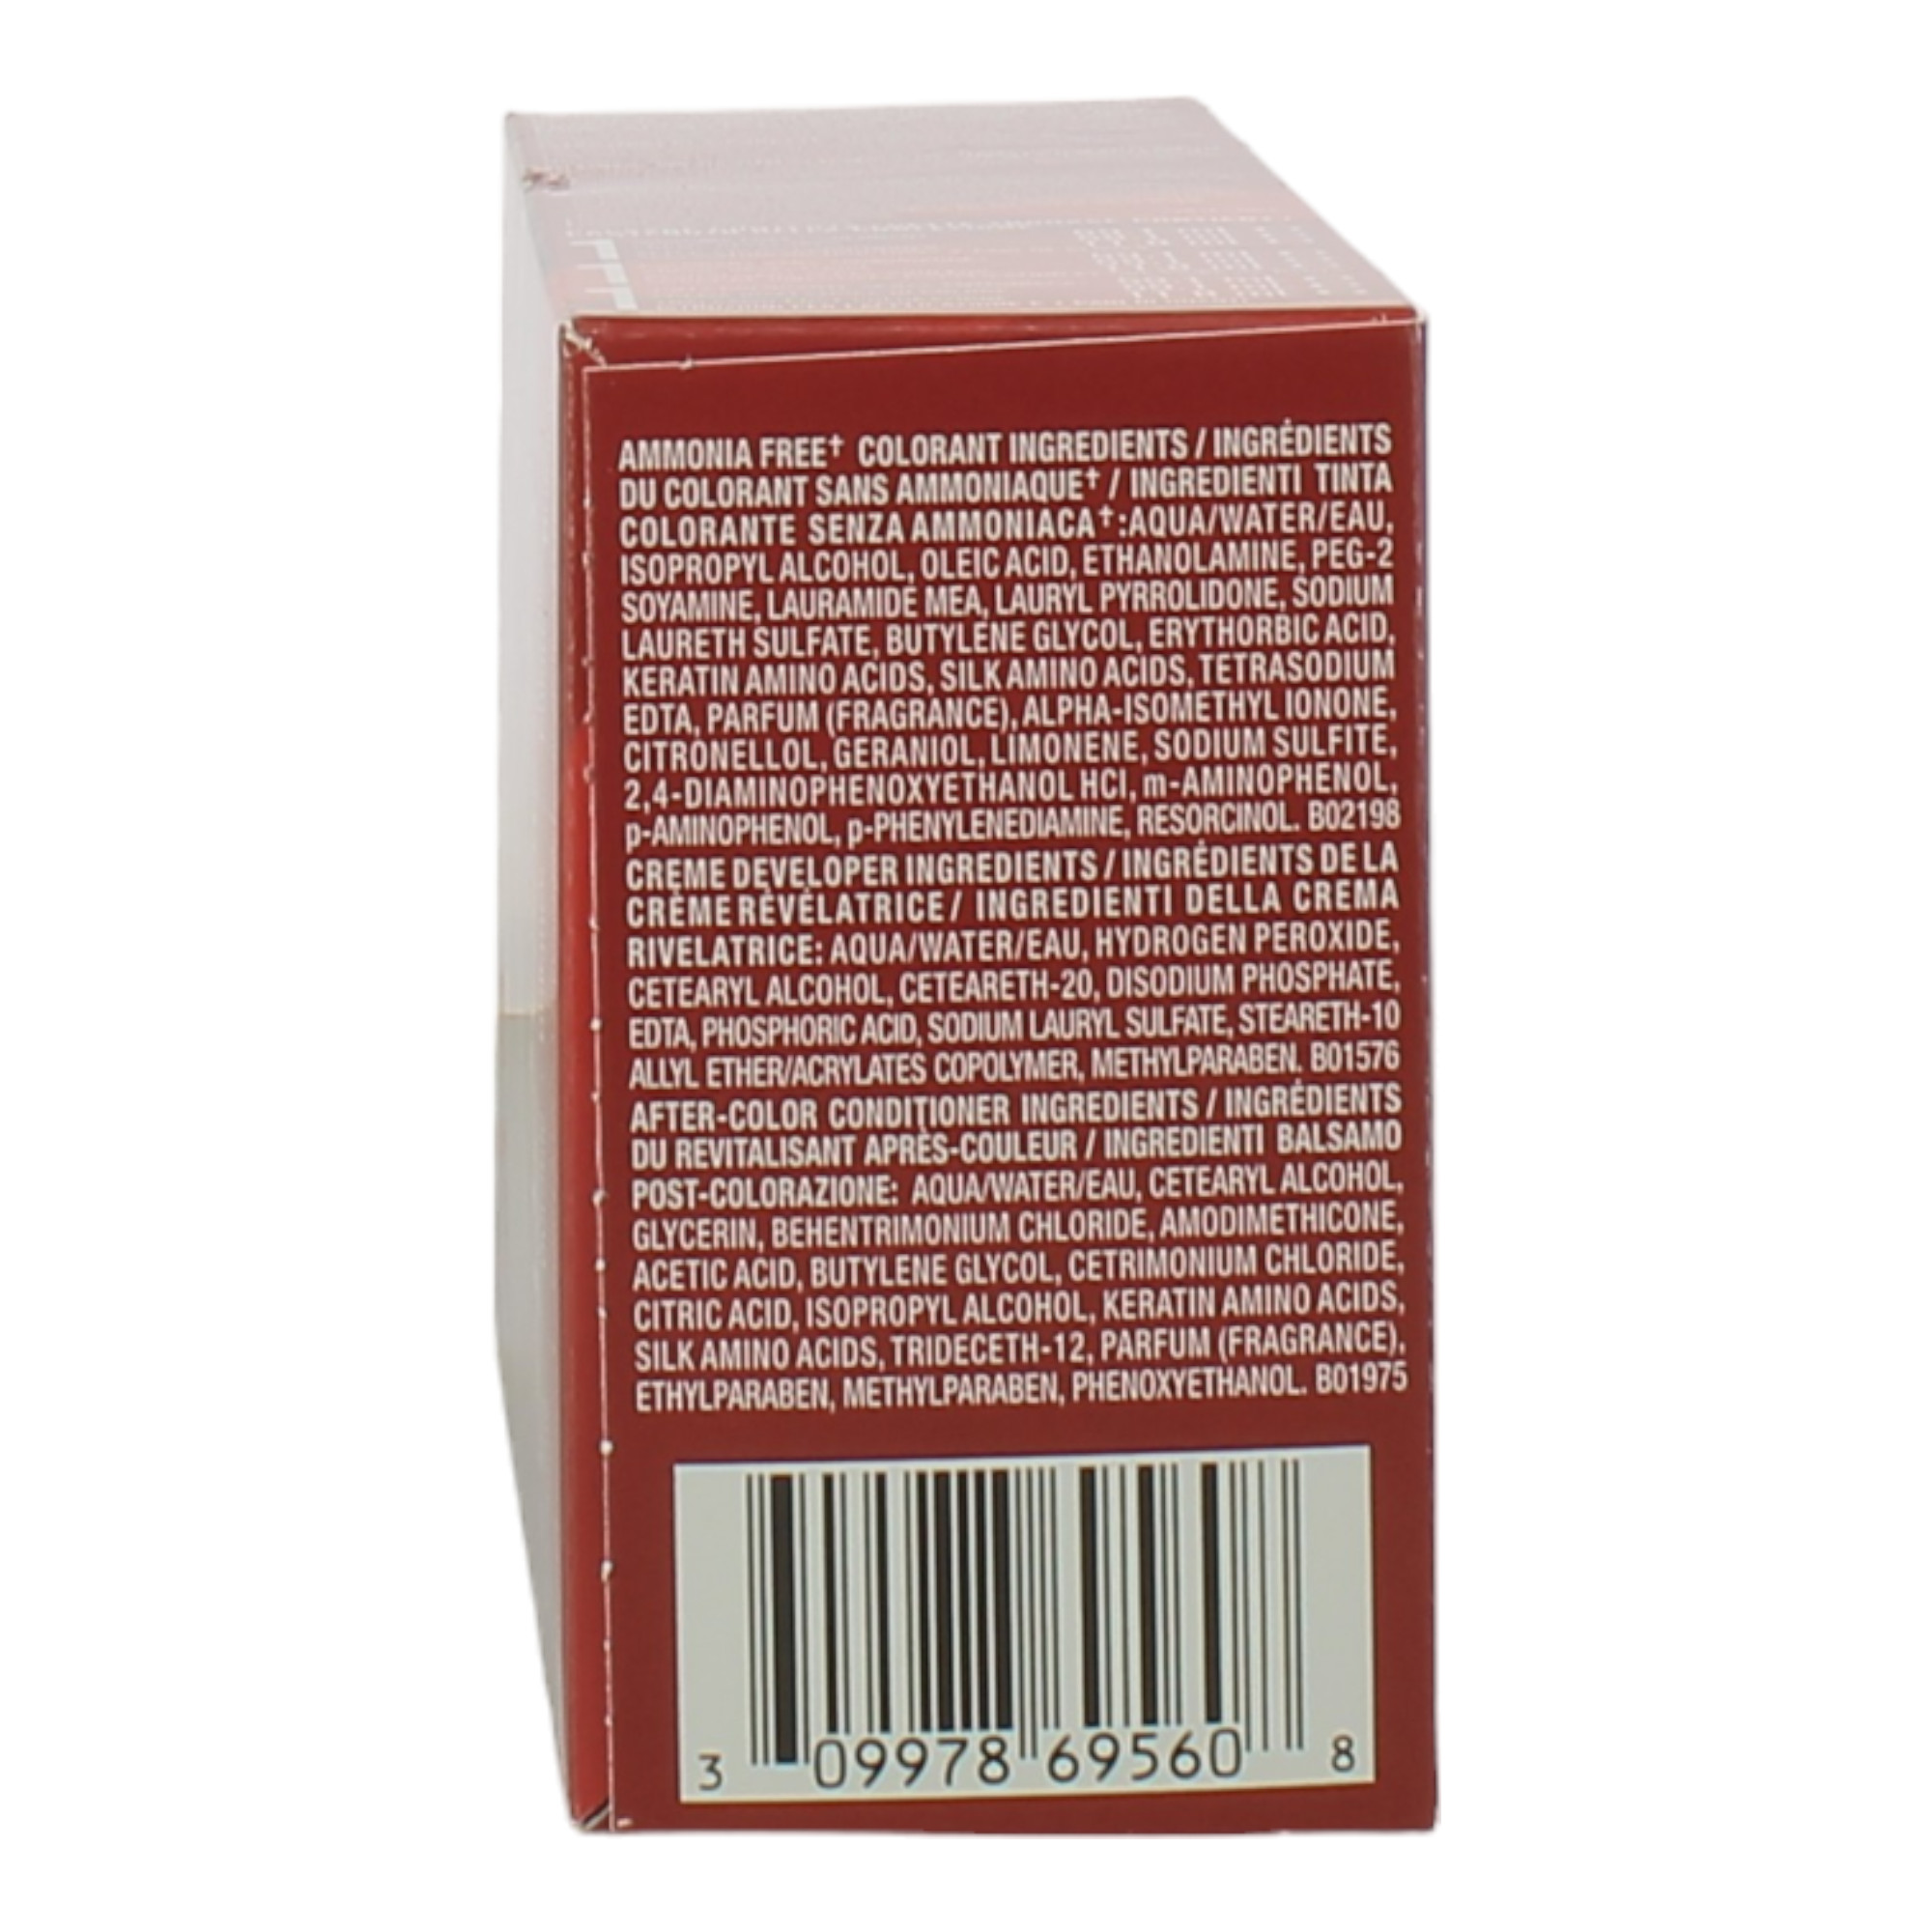 AMMONIA FREE† COLORANT INGREDIENTS / INGRÉDIENTS
DU COLORANT SANS AMMONIAQUE† / INGREDIENTI TINTA
COLORANTE SENZA AMMONIACA†:AQUA/WATER/EAU,
ISOPROPYL ALCOHOL, OLEIC ACID, ETHANOLAMINE, PEG-2
SOYAMINE, LAURAMIDE MEA, LAURYL PYRROLIDONE, SODIUM
LAURETH SULFATE, BUTYLENE GLYCOL, ERYTHORBIC ACID,
KERATIN AMINO ACIDS, SILK AMINO ACIDS, TETRASODIUM
EDTA, PARFUM (FRAGRANCE), ALPHA-ISOMETHYL IONONE,
CITRONELLOL, GERANIOL, LIMONENE, SODIUM SULFITE,
2,4-DIAMINOPHENOXYETHANOL HCl, m-AMINOPHENOL,
p-AMINOPHENOL, p-PHENYLENEDIAMINE, RESORCINOL. B02198
CREME DEVELOPER INGREDIENTS / INGRÉDIENTS DE LA
CRÈME RÉVÉLATRICE / INGREDIENTI DELLA CREMA
RIVELATRICE: AQUA/WATER/EAU, HYDROGEN PEROXIDE,
CETEARYL ALCOHOL, CETEARETH-20, DISODIUM PHOSPHATE,
EDTA, PHOSPHORIC ACID, SODIUM LAURYL SULFATE, STEARETH-10
ALLYL ETHER/ACRYLATES COPOLYMER, METHYLPARABEN. B01576
AFTER-COLOR CONDITIONER INGREDIENTS / INGRÉDIENTS
DU REVITALISANT APRÈS-COULEUR / INGREDIENTI BALSAMO
POST-COLORAZIONE: AQUA/WATER/EAU, CETEARYL ALCOHOL,
GLYCERIN, BEHENTRIMONIUM CHLORIDE, AMODIMETHICONE,
ACETIC ACID, BUTYLENE GLYCOL, CETRIMONIUM CHLORIDE,
CITRIC ACID, ISOPROPYL ALCOHOL, KERATIN AMINO ACIDS,
SILK AMINO ACIDS, TRIDECETH-12, PARFUM (FRAGRANCE),
ETHYLPARABEN, METHYLPARABEN, PHENOXYETHANOL. B01975
3 09978 69560 8